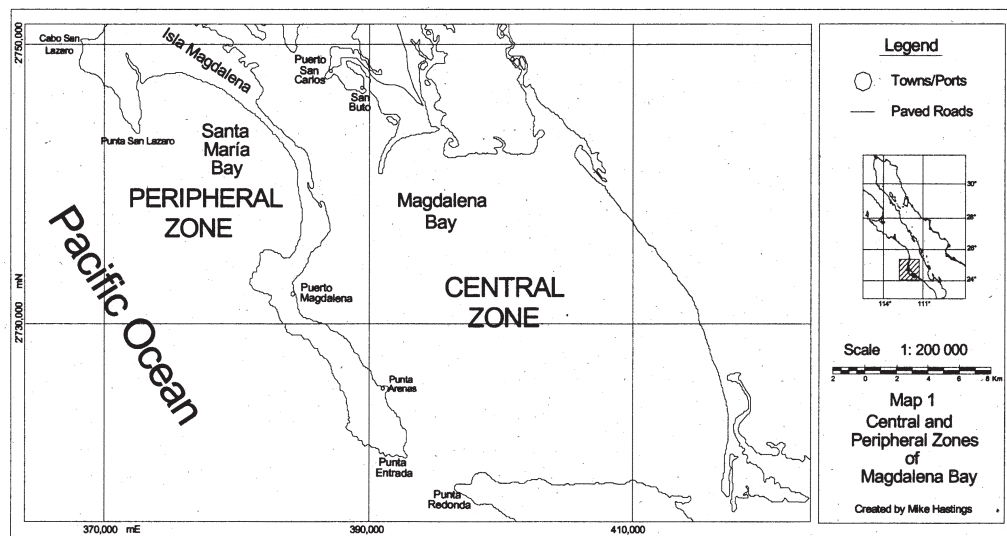 Cabo San
Lazaro
Isla Magdalena
Puerto
San
Carlos
San
Buto
Punta San Lazaro
Santa
María
Bay
PERIPHERAL
ZONE
Magdalena
Bay
Pacific Ocean
CENTRAL
ZONE
Puerto
Magdalena
Punta
Arenas
Punta
Entrada
Punta
Redonda
2750,000
2730,000 mN
370,000 mE
390,000
410,000
Legend
Towns/Ports
Paved Roads
30°
28°
26°
24°
114°
111°
Scale 1: 200 000
2 0 2 4 6 8 Km
Map 1
Central and
Peripheral Zones
of
Magdalena Bay
Created by Mike Hastings